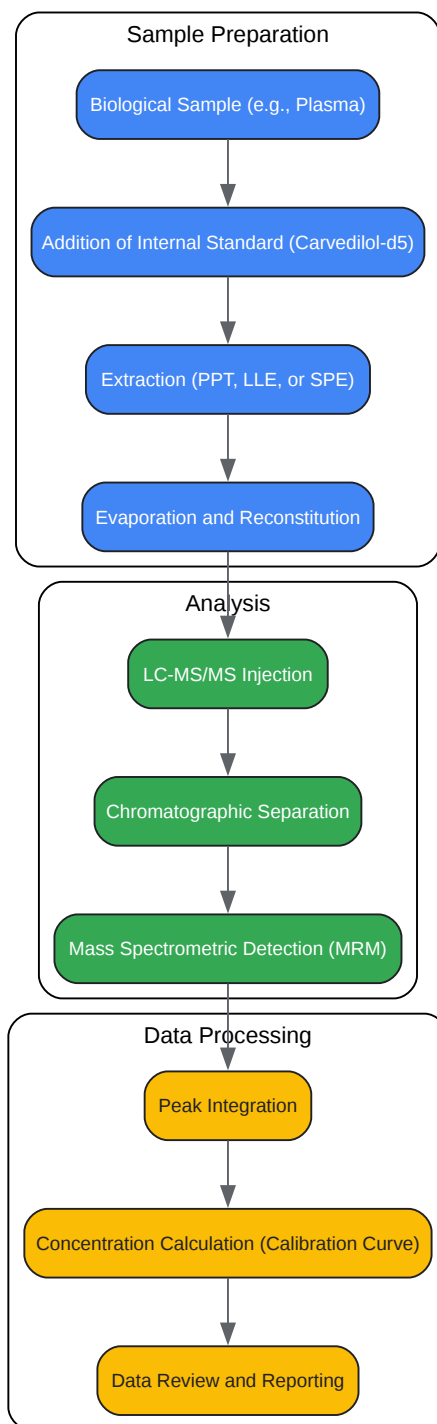 Sample Preparation
Biological Sample (e.g., Plasma)
Addition of Internal Standard (Carvedilol-d5)
Extraction (PPT, LLE, or SPE)
Evaporation and Reconstitution
Analysis
LC-MS/MS Injection
Chromatographic Separation
Mass Spectrometric Detection (MRM)
Data Processing
Peak Integration
Concentration Calculation (Calibration Curve)
Data Review and Reporting